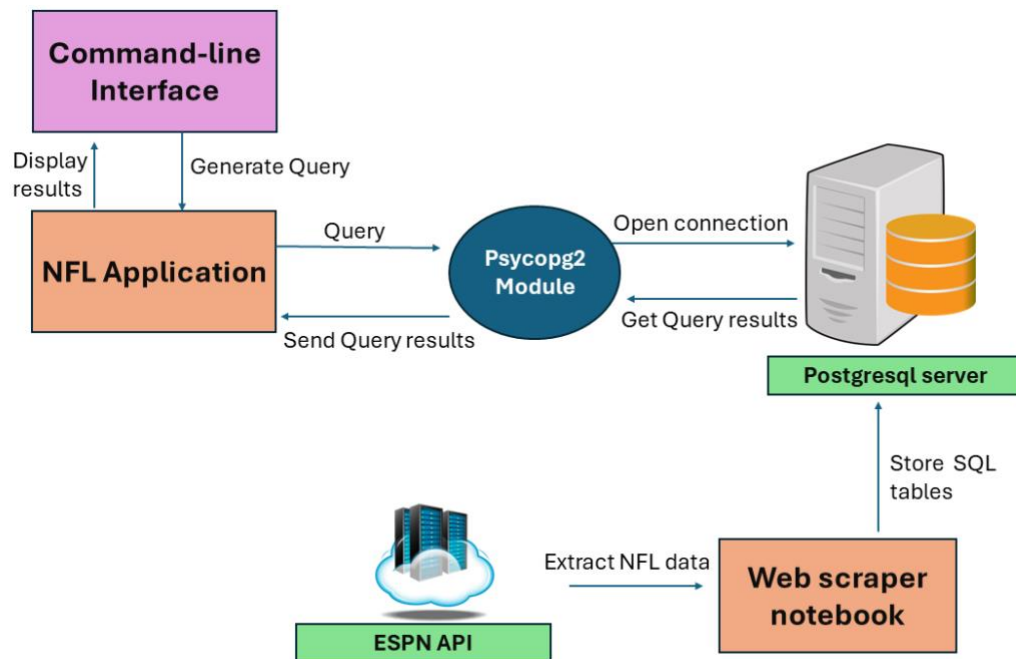 Command-line
Interface
Display
results
Generate Query
NFL Application
Query
Psycopg2
Module
Open connection
Send Query results
Get Query results
Postgresql server
Store SQL
tables
Extract NFL data
Web scraper
notebook
ESPN API